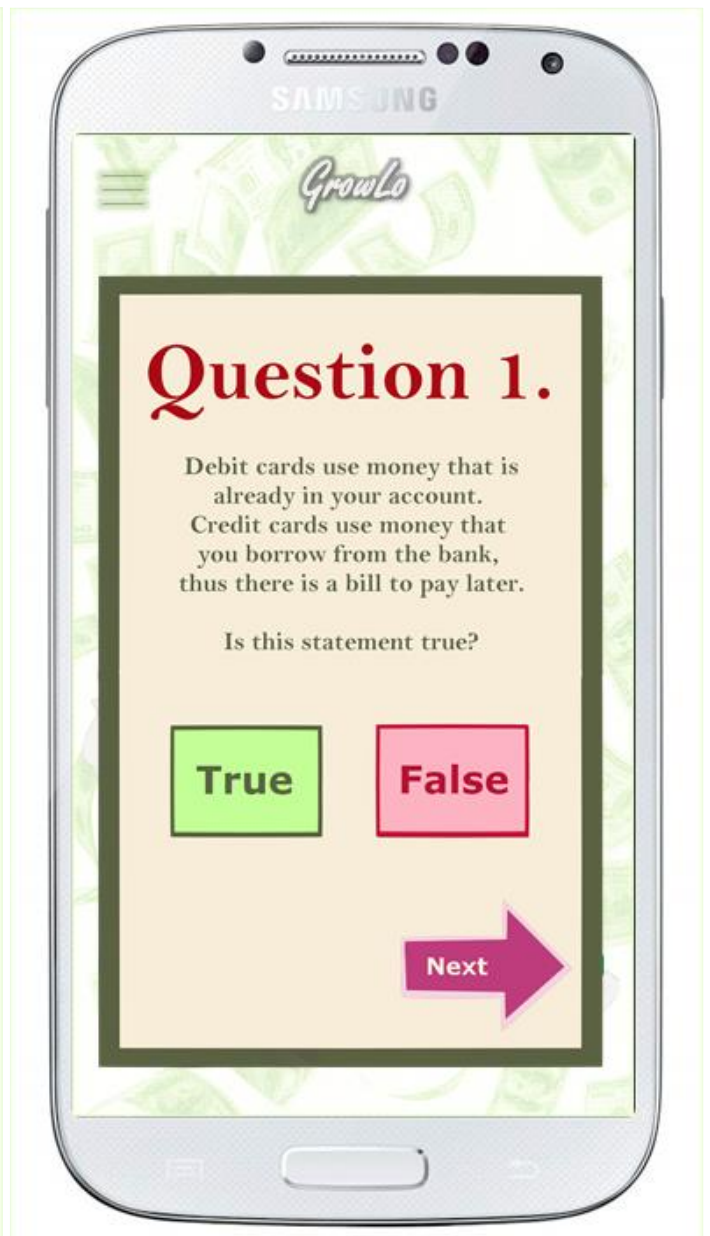 SAMSUNG
GrowLo
Question 1.
Debit cards use money that is
already in your account.
Credit cards use money that
you borrow from the bank,
thus there is a bill to pay later.
Is this statement true?
True
False
Next